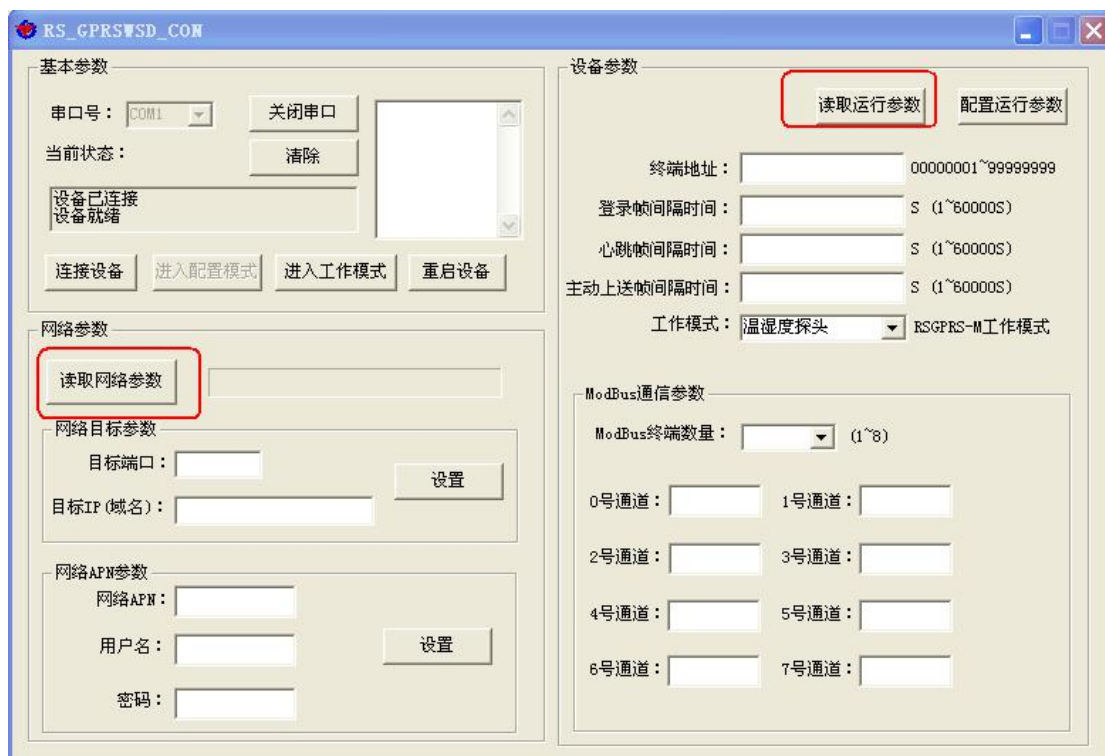 RS_GPRSWSD_CON
基本参数
串口号： COM1 关闭串口
当前状态： 清除
设备已连接
设备就绪
连接设备 进入配置模式 进入工作模式 重启设备
网络参数
读取网络参数
网络目标参数
目标端口：
设置
目标IP(域名)：
网络APN参数
网络APN：
用户名： 设置
密码：
设备参数
读取运行参数 配置运行参数
终端地址： 00000001~99999999
登录帧间隔时间： S (1~60000S)
心跳帧间隔时间： S (1~60000S)
主动上送帧间隔时间： S (1~60000S)
工作模式： 温湿度探头 RSGPRS-M工作模式
ModBus通信参数
ModBus终端数量： (1~8)
0号通道： 1号通道：
2号通道： 3号通道：
4号通道： 5号通道：
6号通道： 7号通道：